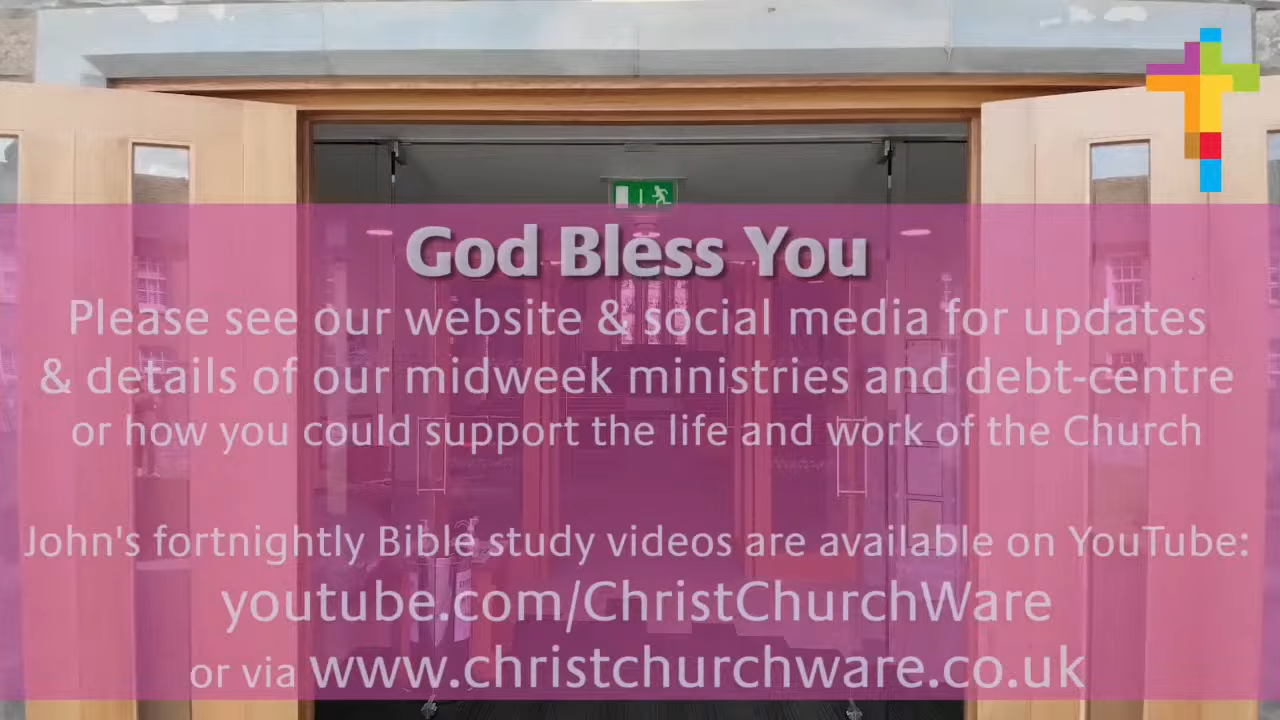 God Bless You
Please see our website & social media for updates
& details of our midweek ministries and debt-centre
or how you could support the life and work of the Church
John's fortnightly Bible study videos are available on YouTube:
youtube.com/ChristChurchWare
or via www.christchurchware.co.uk